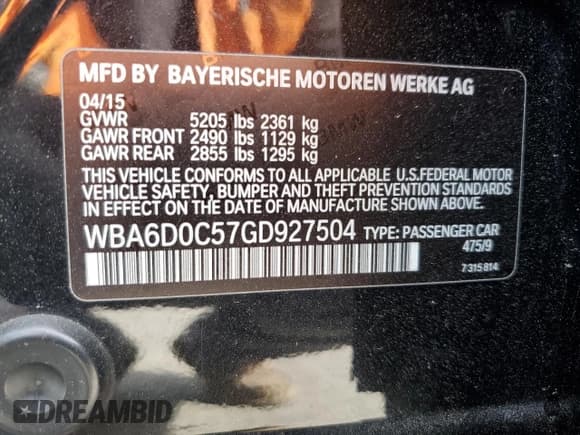 MFD BY BAYERISCHE MOTOREN WERKE AG
04/15
GVWR 5205 lbs 2361 kg
GAWR FRONT 2490 lbs 1129 kg
GAWR REAR 2855 lbs 1295 kg
THIS VEHICLE CONFORMS TO ALL APPLICABLE U.S.FEDERAL MOTOR
VEHICLE SAFETY, BUMPER AND THEFT PREVENTION STANDARDS
IN EFFECT ON THE DATE OF MANUFACTURE SHOWN ABOVE.
WBA6D0C57GD927504 TYPE: PASSENGER CAR
475/9
7 315 814
DREAMBID